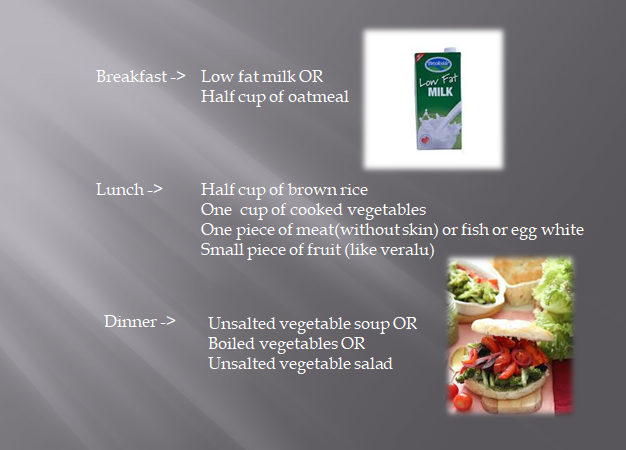 Breakfast -> Low fat milk OR
Half cup of oatmeal
Low Fat
MILK
Lunch -> Half cup of brown rice
One cup of cooked vegetables
One piece of meat(without skin) or fish or egg white
Small piece of fruit (like veralu)
Dinner -> Unsalted vegetable soup OR
Boiled vegetables OR
Unsalted vegetable salad